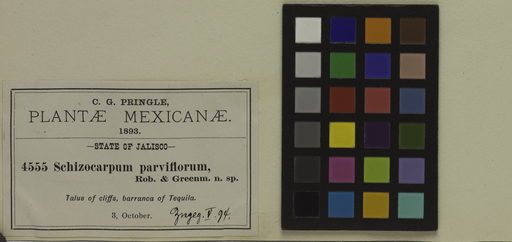 C. G. PRINGLE,
PLANTÆ MEXICANÆ.
1893.
—STATE OF JALISCO—
4555 Schizocarpum parviflorum,
Rob. & Greenm. n. sp.
Talus of cliffs, barranca of Tequila.
3, October. V. 94.